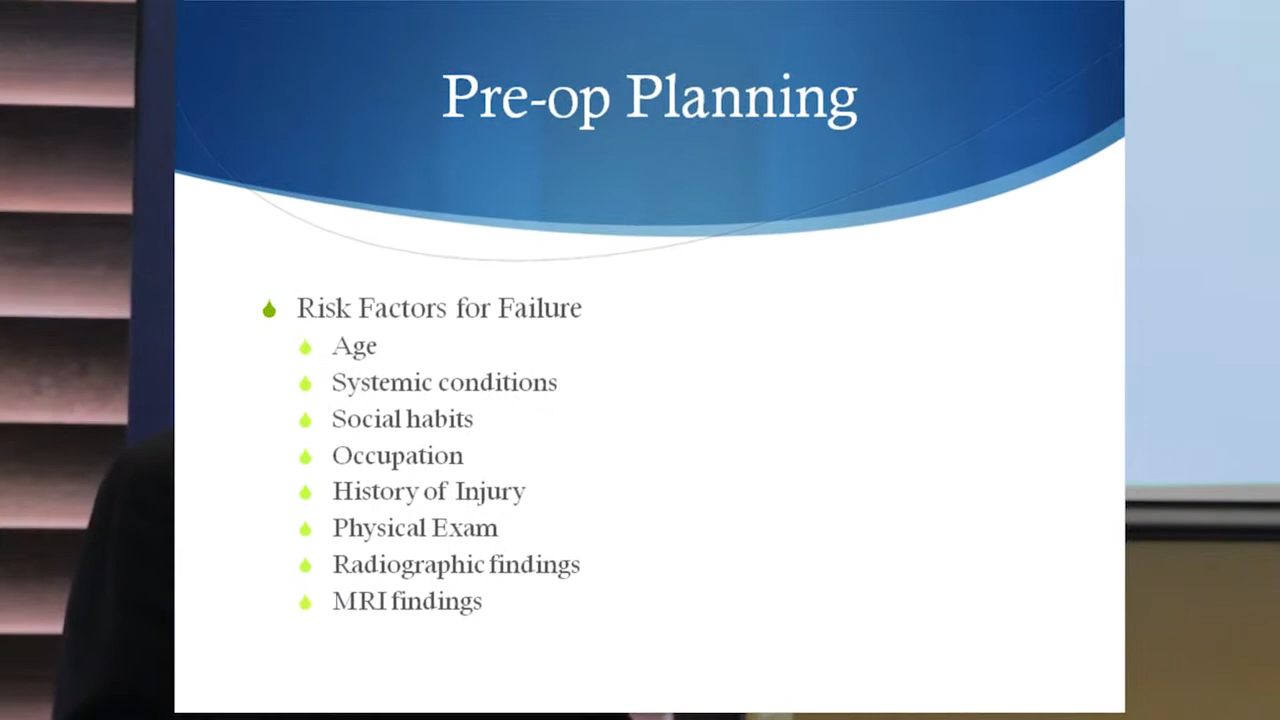 Pre-op Planning
Risk Factors for Failure
Age
Systemic conditions
Social habits
Occupation
History of Injury
Physical Exam
Radiographic findings
MRI findings